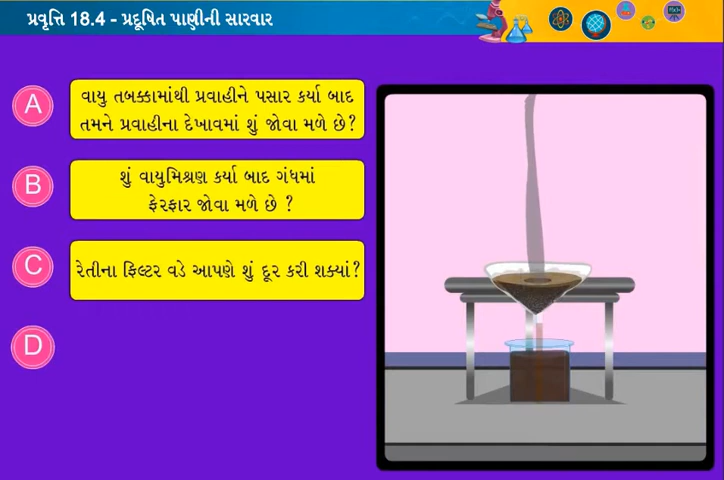 પ્રવૃત્તિ 18.4 - પ્રદૂષિત પાણીની સારવાર
A
વાયુ તબક્કામાંથી પ્રવાહીને પસાર કર્યા બાદ
તમને પ્રવાહીના દેખાવમાં શું જોવા મળે છે?
B
શું વાયુમિશ્રણ કર્યા બાદ ગંધમાં
ફેરફાર જોવા મળે છે ?
C
રેતીના ફિલ્ટર વડે આપણે શું દૂર કરી શક્યાં?
D